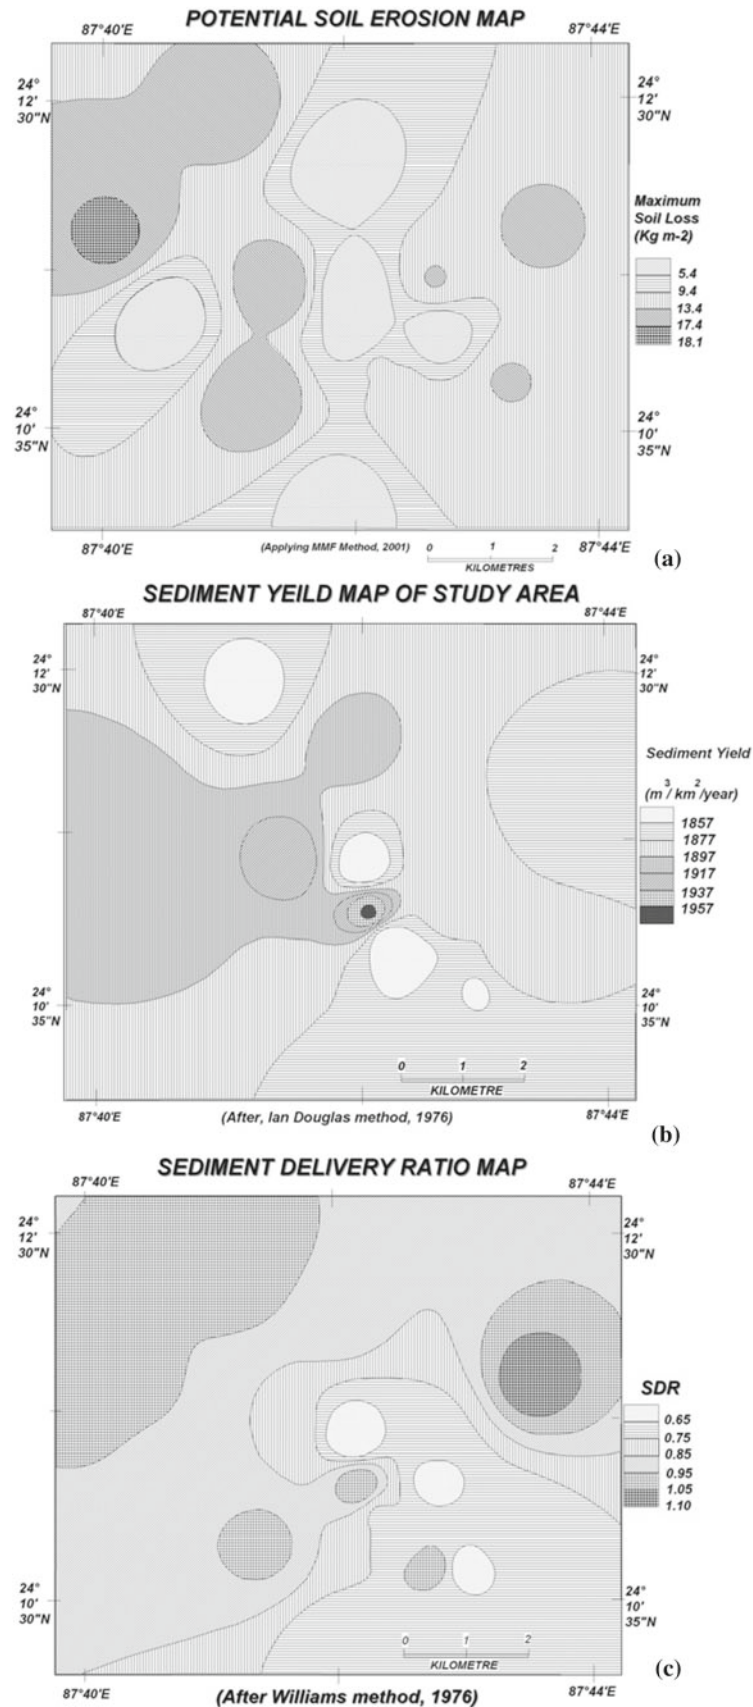 POTENTIAL SOIL EROSION MAP
87°40'E 87°44'E
24°
12'
30"N
24°
12'
30"N
Maximum
Soil Loss
(Kg m-2)
5.4
9.4
13.4
17.4
18.1
24°
10'
35"N
24°
10'
35"N
87°40'E (Applying MMF Method, 2001) 0 1 2 87°44'E
KILOMETRES
(a)
SEDIMENT YEILD MAP OF STUDY AREA
87°40'E 87°44'E
24°
12'
30"N
24°
12'
30"N
Sediment Yield
(m3/km2/year)
1857
1877
1897
1917
1937
1957
24°
10'
35"N
24°
10'
35"N
0 1 2
KILOMETRE
87°40'E (After, Ian Douglas method, 1976) 87°44'E
(b)
SEDIMENT DELIVERY RATIO MAP
87°40'E 87°44'E
24°
12'
30"N
24°
12'
30"N
SDR
0.65
0.75
0.85
0.95
1.05
1.10
24°
10'
30"N
24°
10'
35"N
0 1 2
KILOMETRE
(c)
87°40'E (After Williams method, 1976) 87°44'E